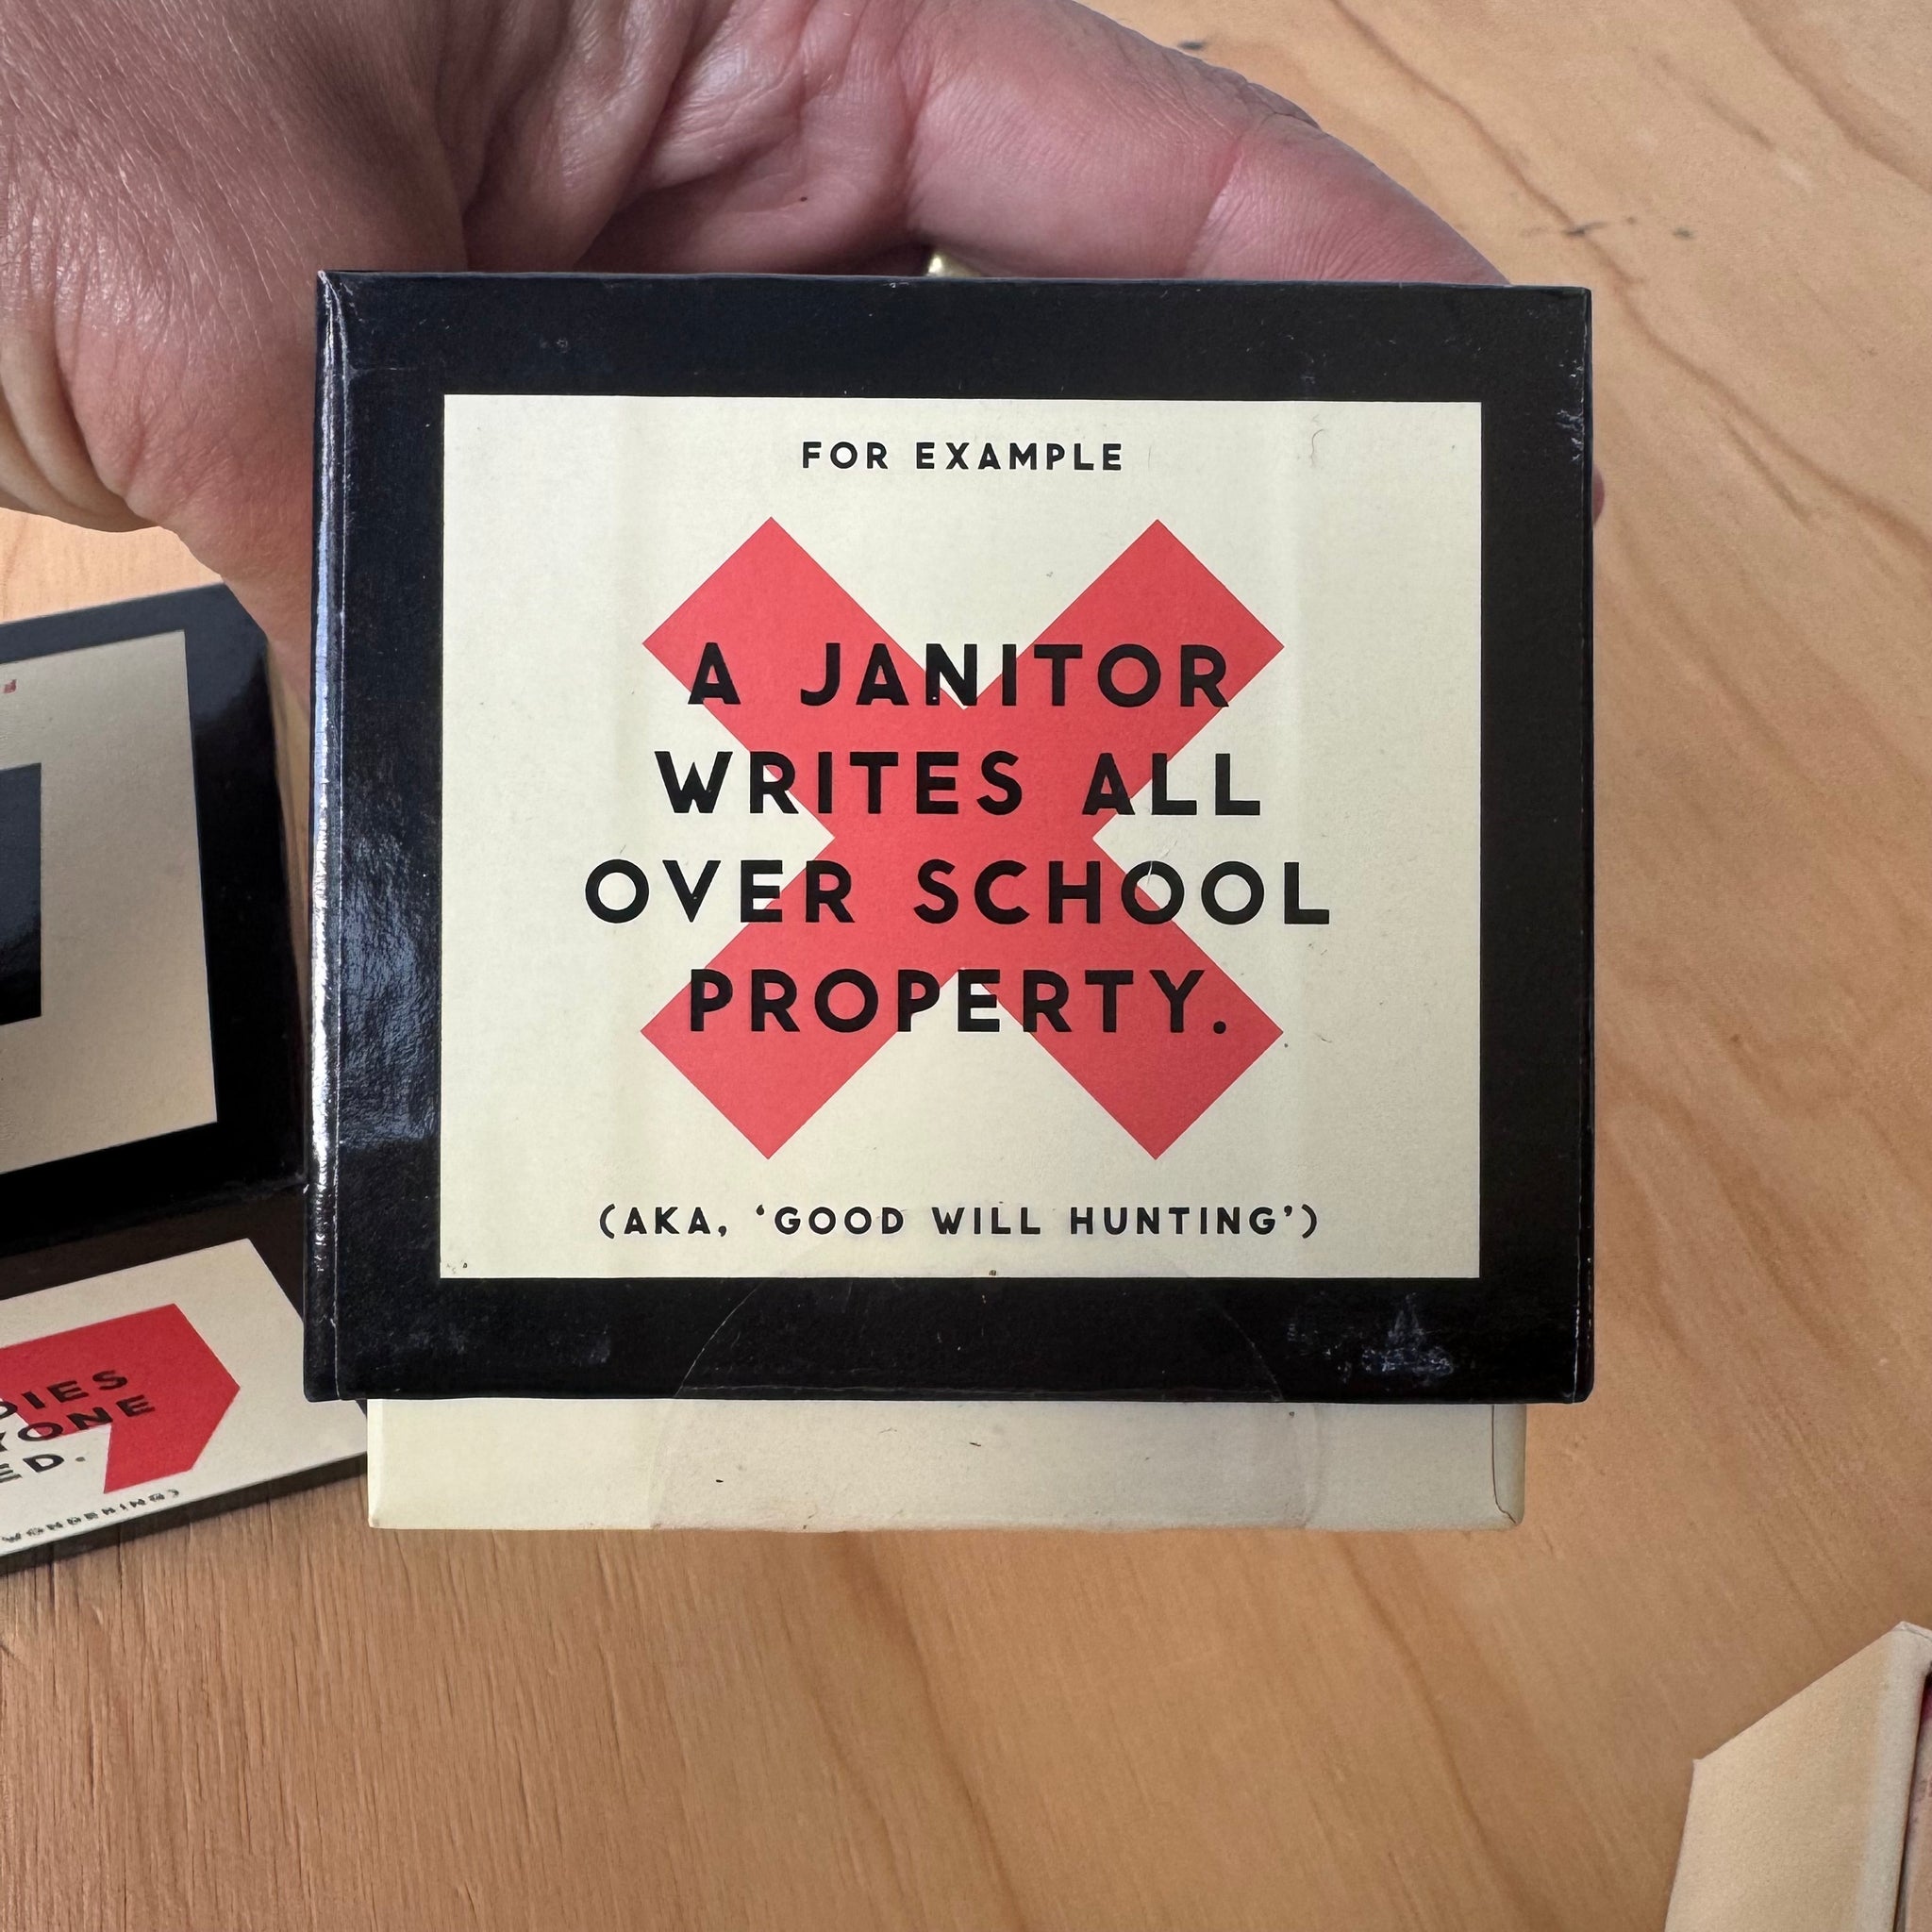 FOR EXAMPLE
A JANITOR
WRITES ALL
OVER SCHOOL
PROPERTY.
(AKA, ‘GOOD WILL HUNTING’)